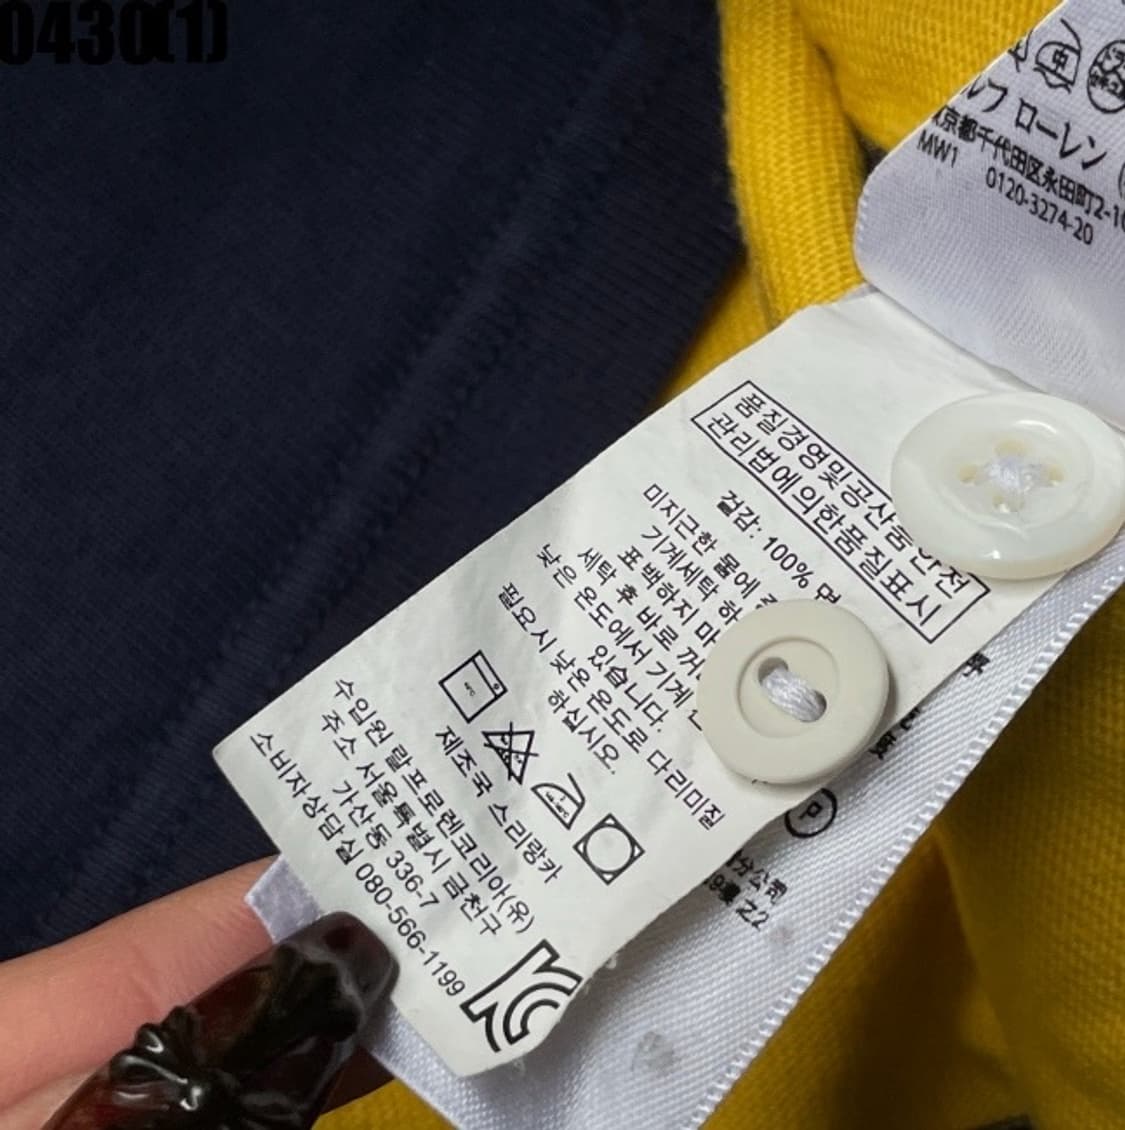 0430(1)
ルフ ローレン
京都千代田区永田町2-1
MW1
0120-3274-20
품질경영및공산품안전
관리법에의한품질표시
겉감: 100% 면
미지근한 물에
기계세탁 하
표백하지 마
세탁 후 바로 꺼
낮은 온도에서 기계
있습니다.
필요시 낮은 온도로 다리미질
하십시오.
제조국 스리랑카
수입원 랄프로렌코리아(유)
주소 서울특별시 금천구
가산동 336-7
소비자상담실 080-566-1199
P
分公司
22